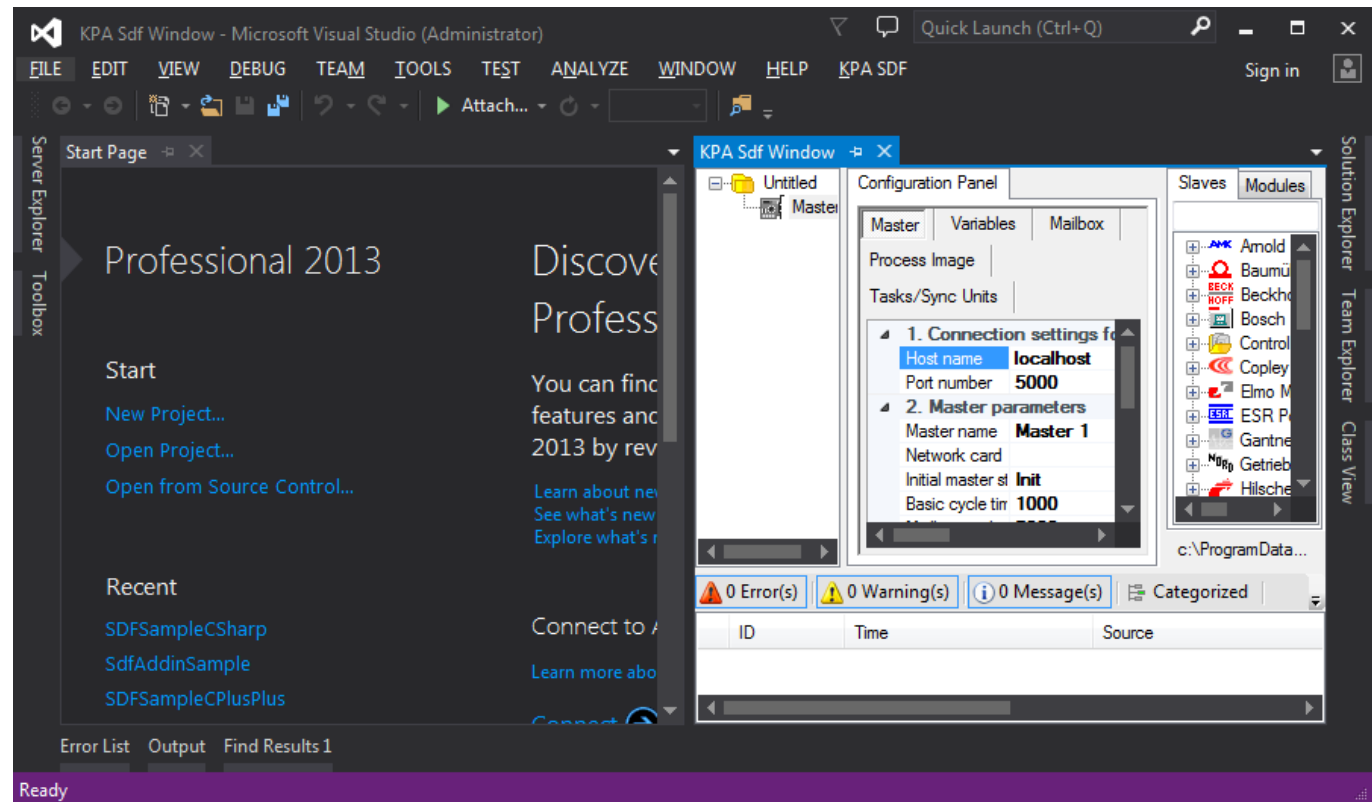 KPA Sdf Window - Microsoft Visual Studio (Administrator)
Quick Launch (Ctrl+Q)
FILE EDIT VIEW DEBUG TEAM TOOLS TEST ANALYZE WINDOW HELP KPA SDF
Sign in
Attach...
Server Explorer
Toolbox
Start Page
Professional 2013
Start
New Project...
Open Project...
Open from Source Control...
Recent
SDFSampleCSharp
SdfAddinSample
SDFSampleCPlusPlus
Discove
Profess
You can find
features and
2013 by rev
Learn about new
See what's new
Explore what's
Connect to
Learn more abo
Connect
KPA Sdf Window
Untitled
Master
Configuration Panel
Master Variables Mailbox
Process Image
Tasks/Sync Units
1. Connection settings fo
Host name localhost
Port number 5000
2. Master parameters
Master name Master 1
Network card
Initial master st Init
Basic cycle tim 1000
Slaves Modules
AMK Arnold
Baumü
BECK HOFF Beckho
Bosch
Control
Copley
Elmo M
ESR ESR P
Gantne
NORD Getrieb
Hilsche
c:\ProgramData...
0 Error(s) 0 Warning(s) 0 Message(s) Categorized
ID Time Source
Solution Explorer
Team Explorer
Class View
Error List Output Find Results 1
Ready